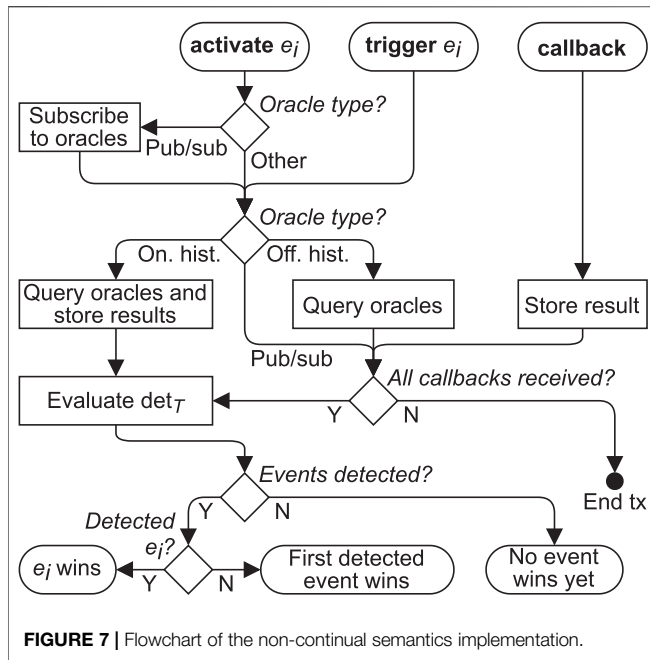 activate ei
trigger ei
callback
Oracle type?
Subscribe
to oracles
Pub/sub
Other
Oracle type?
On. hist.
Off. hist.
Query oracles and
store results
Query oracles
Store result
Pub/sub
All callbacks received?
Evaluate detT
Y
N
Events detected?
End tx
Y
N
Detected
ei?
ei wins
Y
N
First detected
event wins
No event
wins yet
FIGURE 7 | Flowchart of the non-continual semantics implementation.